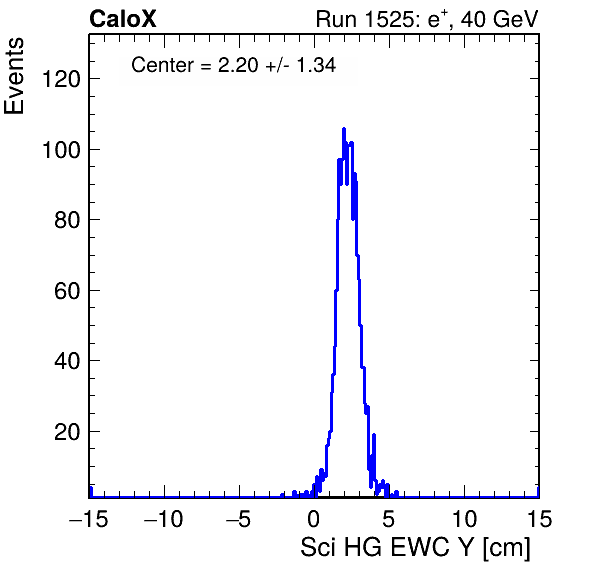 CaloX Run 1525: e⁺, 40 GeV
Events
Center = 2.20 +/- 1.34
120
100
80
60
40
20
−15 −10 −5 0 5 10 15
Sci HG EWC Y [cm]